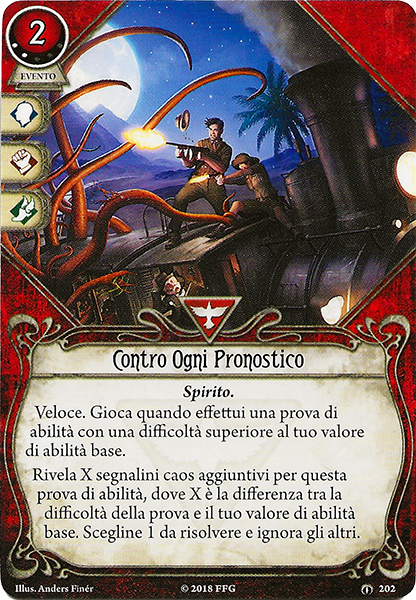 2
EVENTO
Contro Ogni Pronostico
Spirito.
Veloce. Gioca quando effettui una prova di
abilità con una difficoltà superiore al tuo valore
di abilità base.
Rivela X segnalini caos aggiuntivi per questa
prova di abilità, dove X è la differenza tra la
difficoltà della prova e il tuo valore di abilità
base. Scegline 1 da risolvere e ignora gli altri.
Illus. Anders Finér © 2018 FFG 202